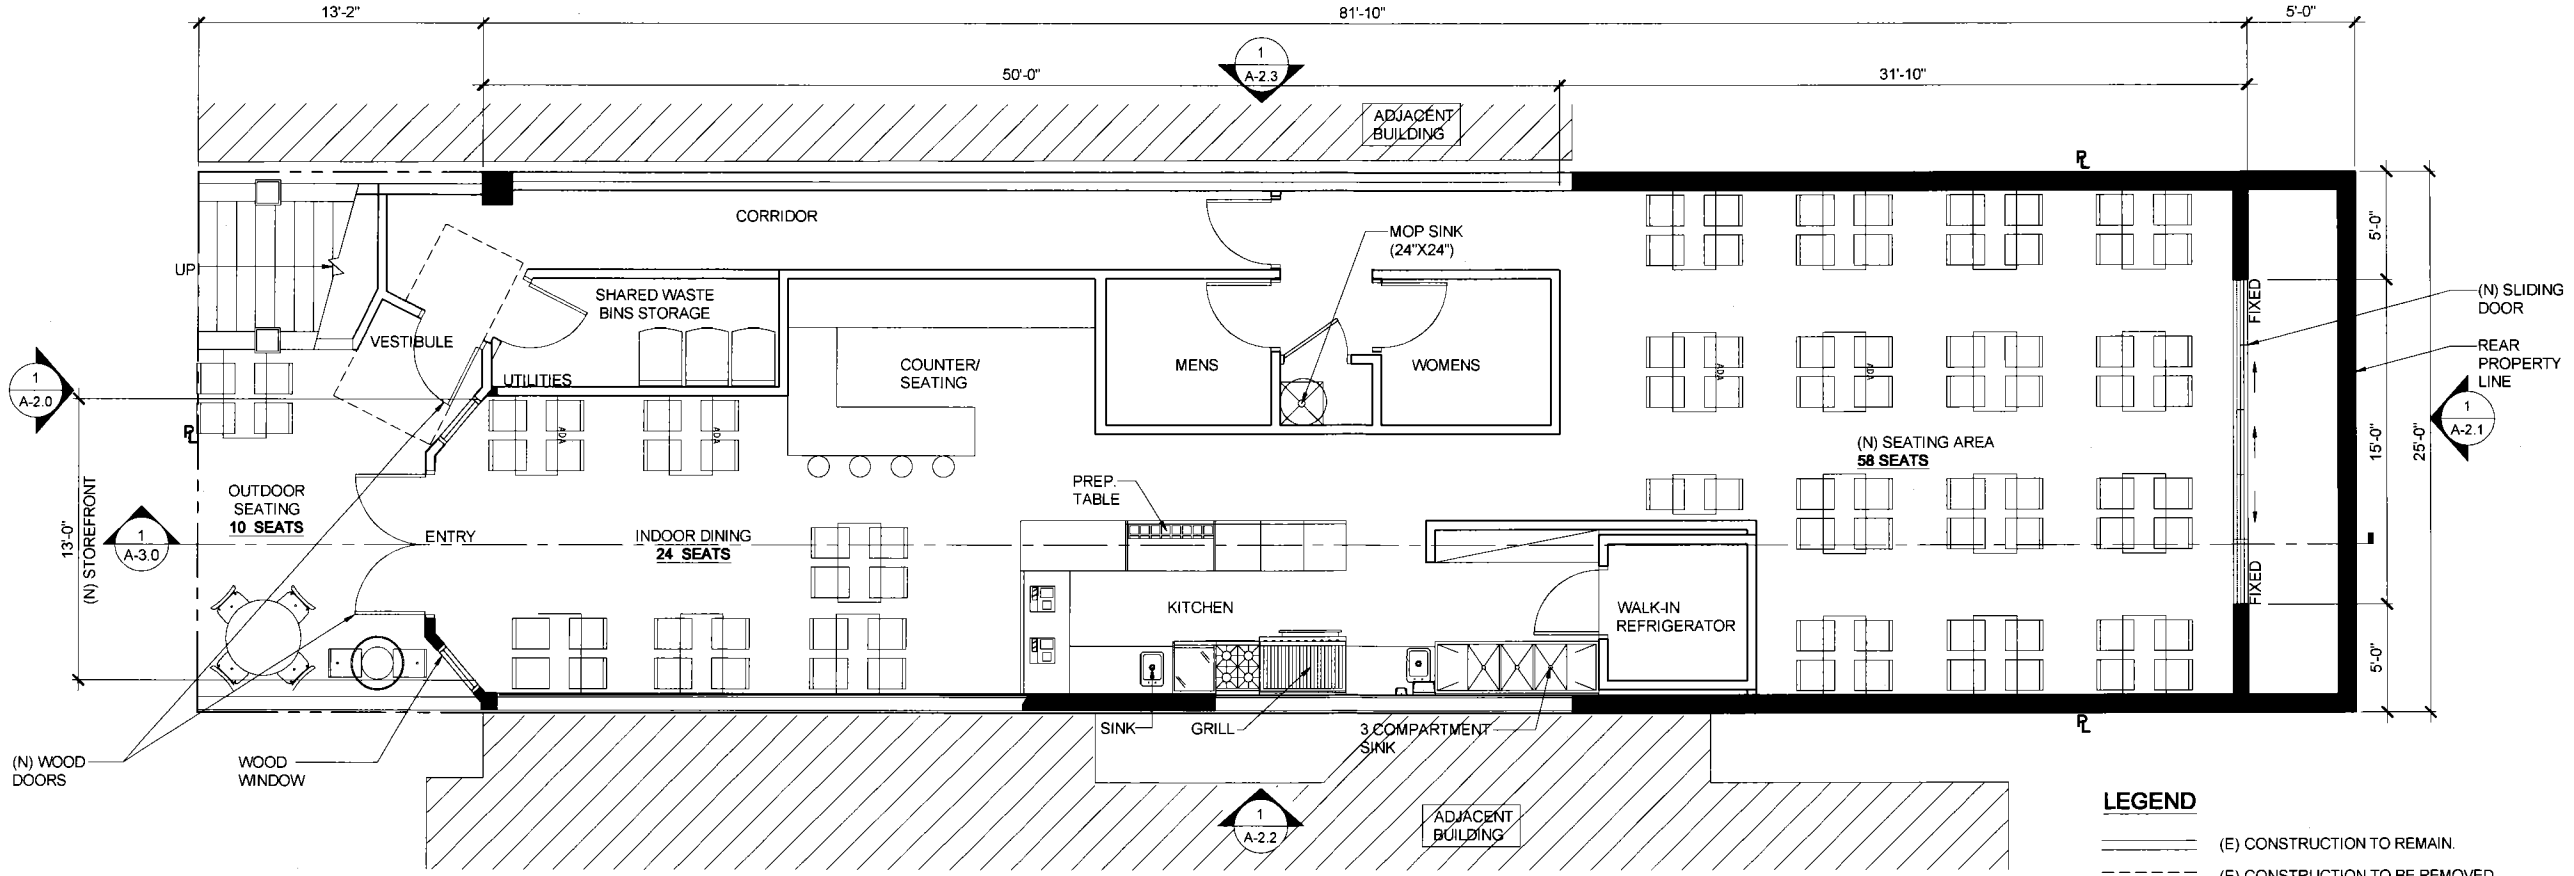 13'-2"
81'-10"
5'-0"
1
A-2.3
50'-0"
31'-10"
ADJACENT
BUILDING
PL
CORRIDOR
MOP SINK
(24"X24")
5'-0"
UP
SHARED WASTE
BINS STORAGE
FIXED
(N) SLIDING
DOOR
VESTIBULE
REAR
PROPERTY
LINE
COUNTER/
SEATING
MENS
WOMENS
ADA
ADA
UTILITIES
1
A-2.0
1
A-2.1
PL
ADA
ADA
(N) SEATING AREA
58 SEATS
15'-0"
25'-0"
PREP.
TABLE
OUTDOOR
SEATING
10 SEATS
13'-0"
(N) STOREFRONT
1
A-3.0
ENTRY
INDOOR DINING
24 SEATS
FIXED
KITCHEN
WALK-IN
REFRIGERATOR
5'-0"
SINK
GRILL
3 COMPARTMENT
SINK
PL
(N) WOOD
DOORS
WOOD
WINDOW
1
A-2.2
ADJACENT
BUILDING
LEGEND
(E) CONSTRUCTION TO REMAIN.
(E) CONSTRUCTION TO BE REMOVED